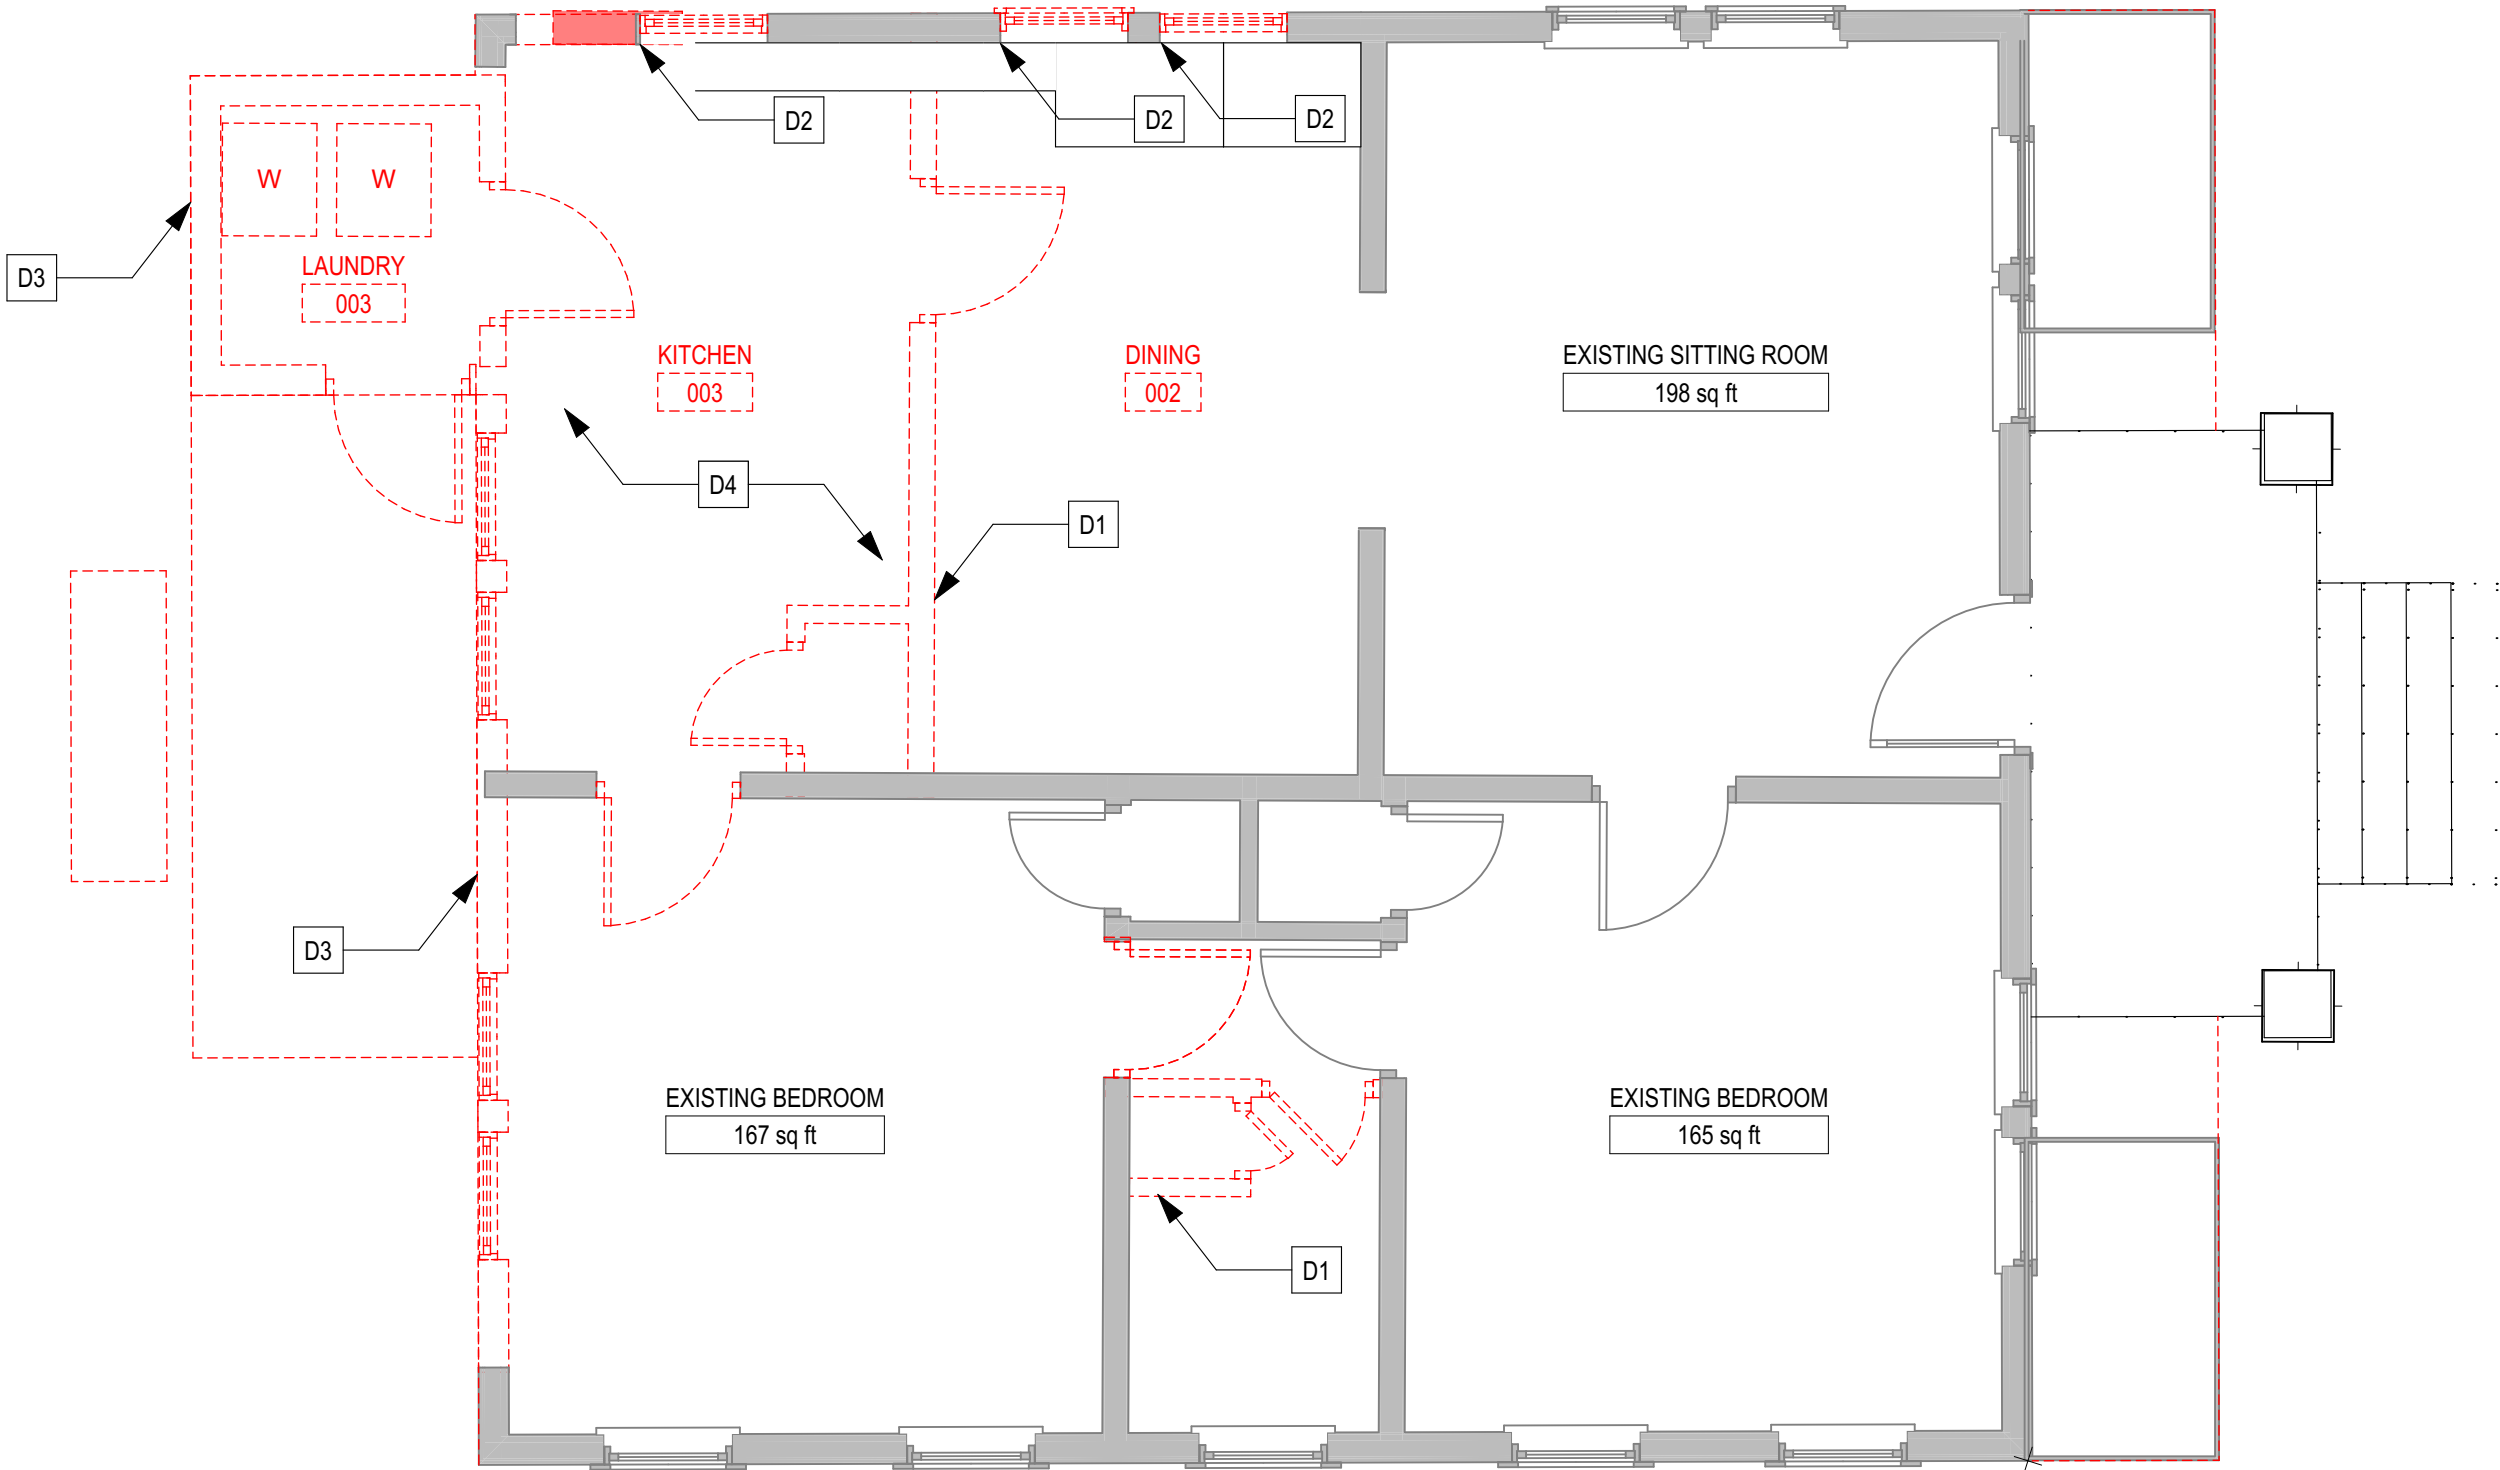 D2
D2
D2
W
W
D3
LAUNDRY
003
KITCHEN
003
DINING
002
EXISTING SITTING ROOM
198 sq ft
D4
D1
D3
EXISTING BEDROOM
167 sq ft
EXISTING BEDROOM
165 sq ft
D1